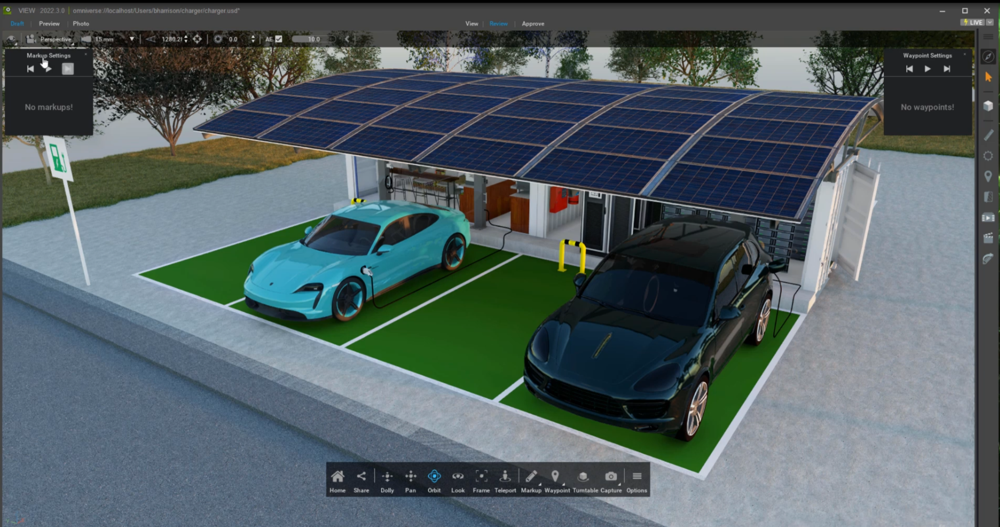 VIEW 2022.3.0 omniverse://localhost/Users/bharrison/charger/charger.usd*
Draft Preview Photo View Review Approve LIVE
Perspective 15 mm 1280.2 0.0 AE 10.0
Markup Settings
No markups!
Waypoint Settings
No waypoints!
Home Share Dolly Pan Orbit Look Frame Teleport Markup Waypoint Turntable Capture Options